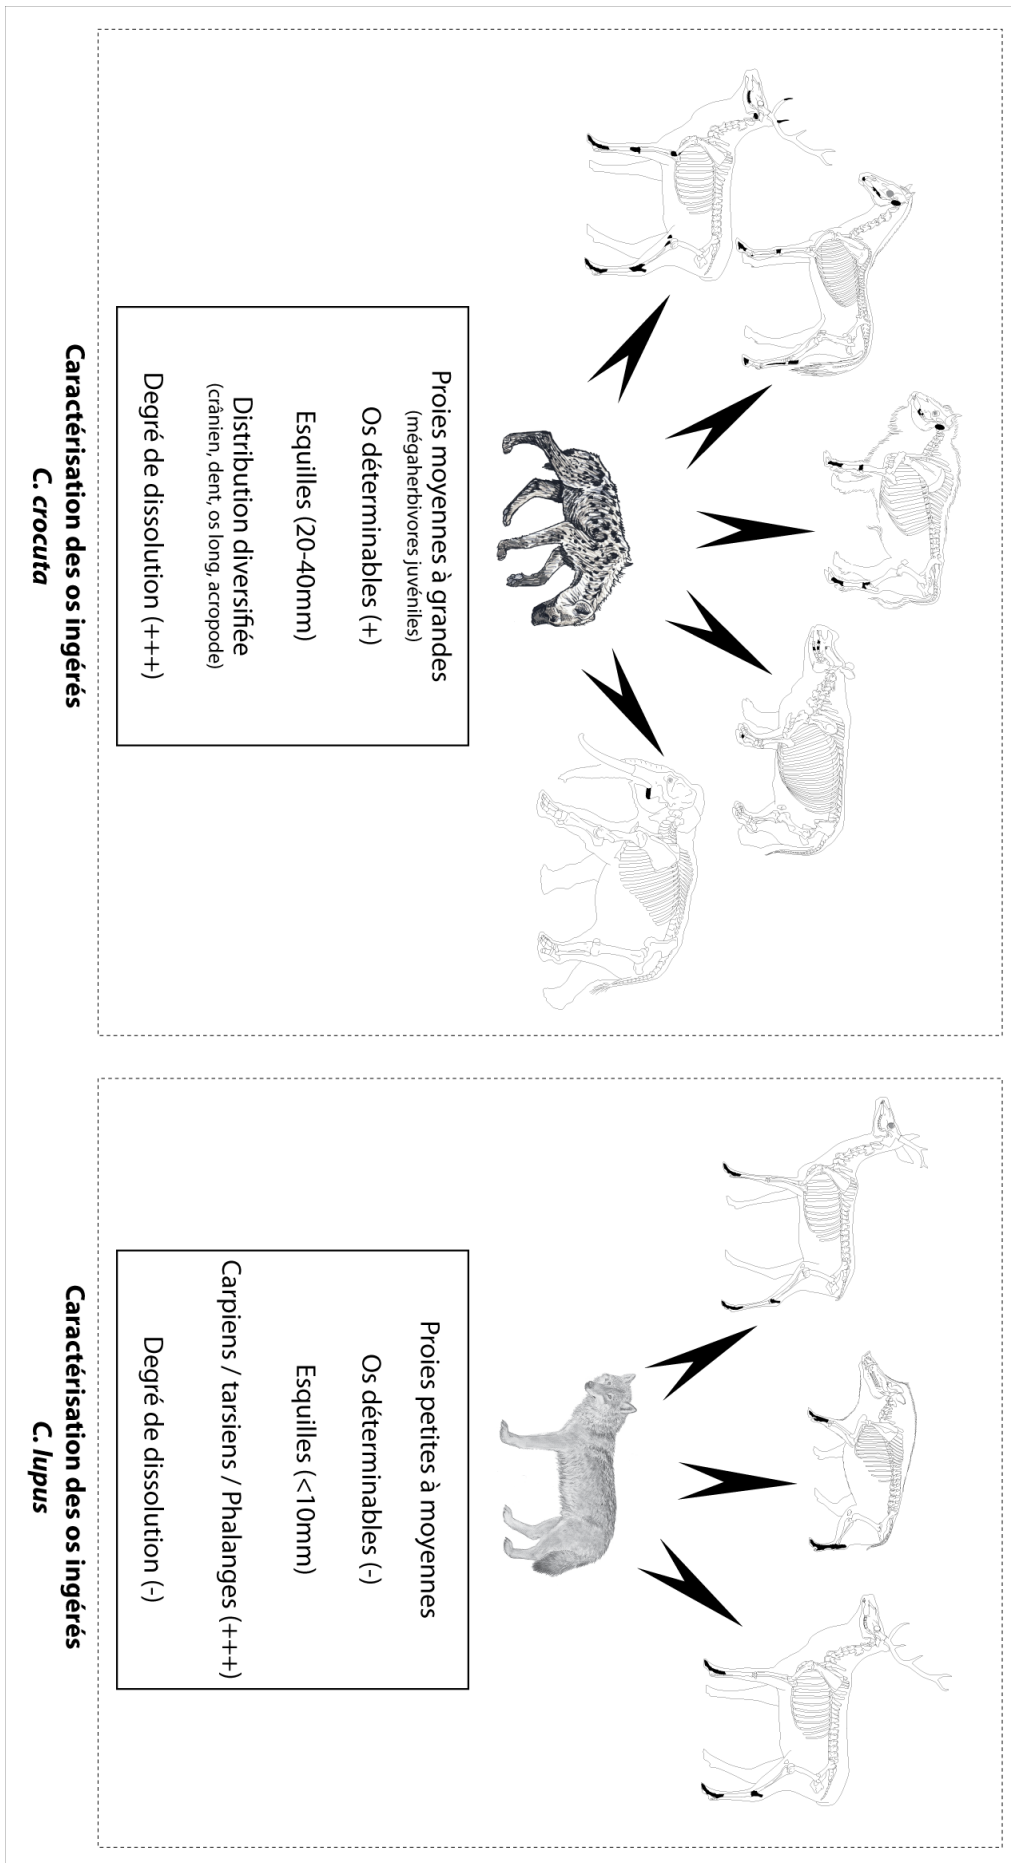 Proies moyennes à grandes
(mégaherbivores juvéniles)
Os déterminables (+)
Esquilles (20-40mm)
Distribution diversifiée
(crânien, dent, os long, acropode)
Degré de dissolution (+++)
Caractérisation des os ingérés
C. crocuta
Proies petites à moyennes
Os déterminables (-)
Esquilles (<10mm)
Carpiens / tarsiens / Phalanges (+++)
Degré de dissolution (-)
Caractérisation des os ingérés
C. lupus